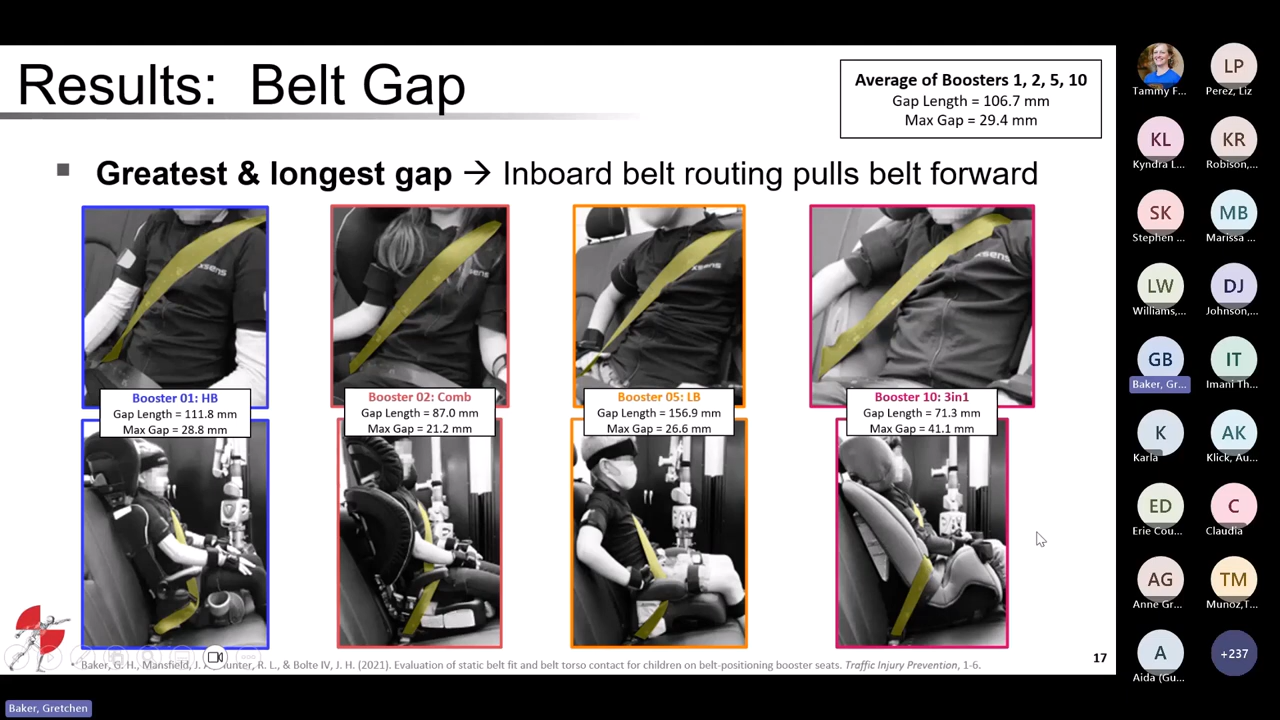 Results: Belt Gap
Average of Boosters 1, 2, 5, 10
Gap Length = 106.7 mm
Max Gap = 29.4 mm
Greatest & longest gap → Inboard belt routing pulls belt forward
xsens
xsens
xsens
xsens
Booster 01: HB
Gap Length = 111.8 mm
Max Gap = 28.8 mm
Booster 02: Comb
Gap Length = 87.0 mm
Max Gap = 21.2 mm
Booster 05: LB
Gap Length = 156.9 mm
Max Gap = 26.6 mm
Booster 10: 3in1
Gap Length = 71.3 mm
Max Gap = 41.1 mm
Baker, G. H., Mansfield, J. A., Hunter, R. L., & Bolte IV, J. H. (2021). Evaluation of static belt fit and belt torso contact for children on belt-positioning booster seats. Traffic Injury Prevention, 1-6.
17
Baker, Gretchen
Tammy F...
LP
Perez, Liz
KL
Kyndra L...
KR
Robison,...
SK
Stephen ...
MB
Marissa ...
LW
Williams,...
DJ
Johnson,...
GB
Baker, Gr...
IT
Imani Th...
K
Karla
AK
Klick, Au...
ED
Erie Cou...
C
Claudia
AG
Anne Gr...
TM
Munoz,T...
A
Aida (Gu...
+237